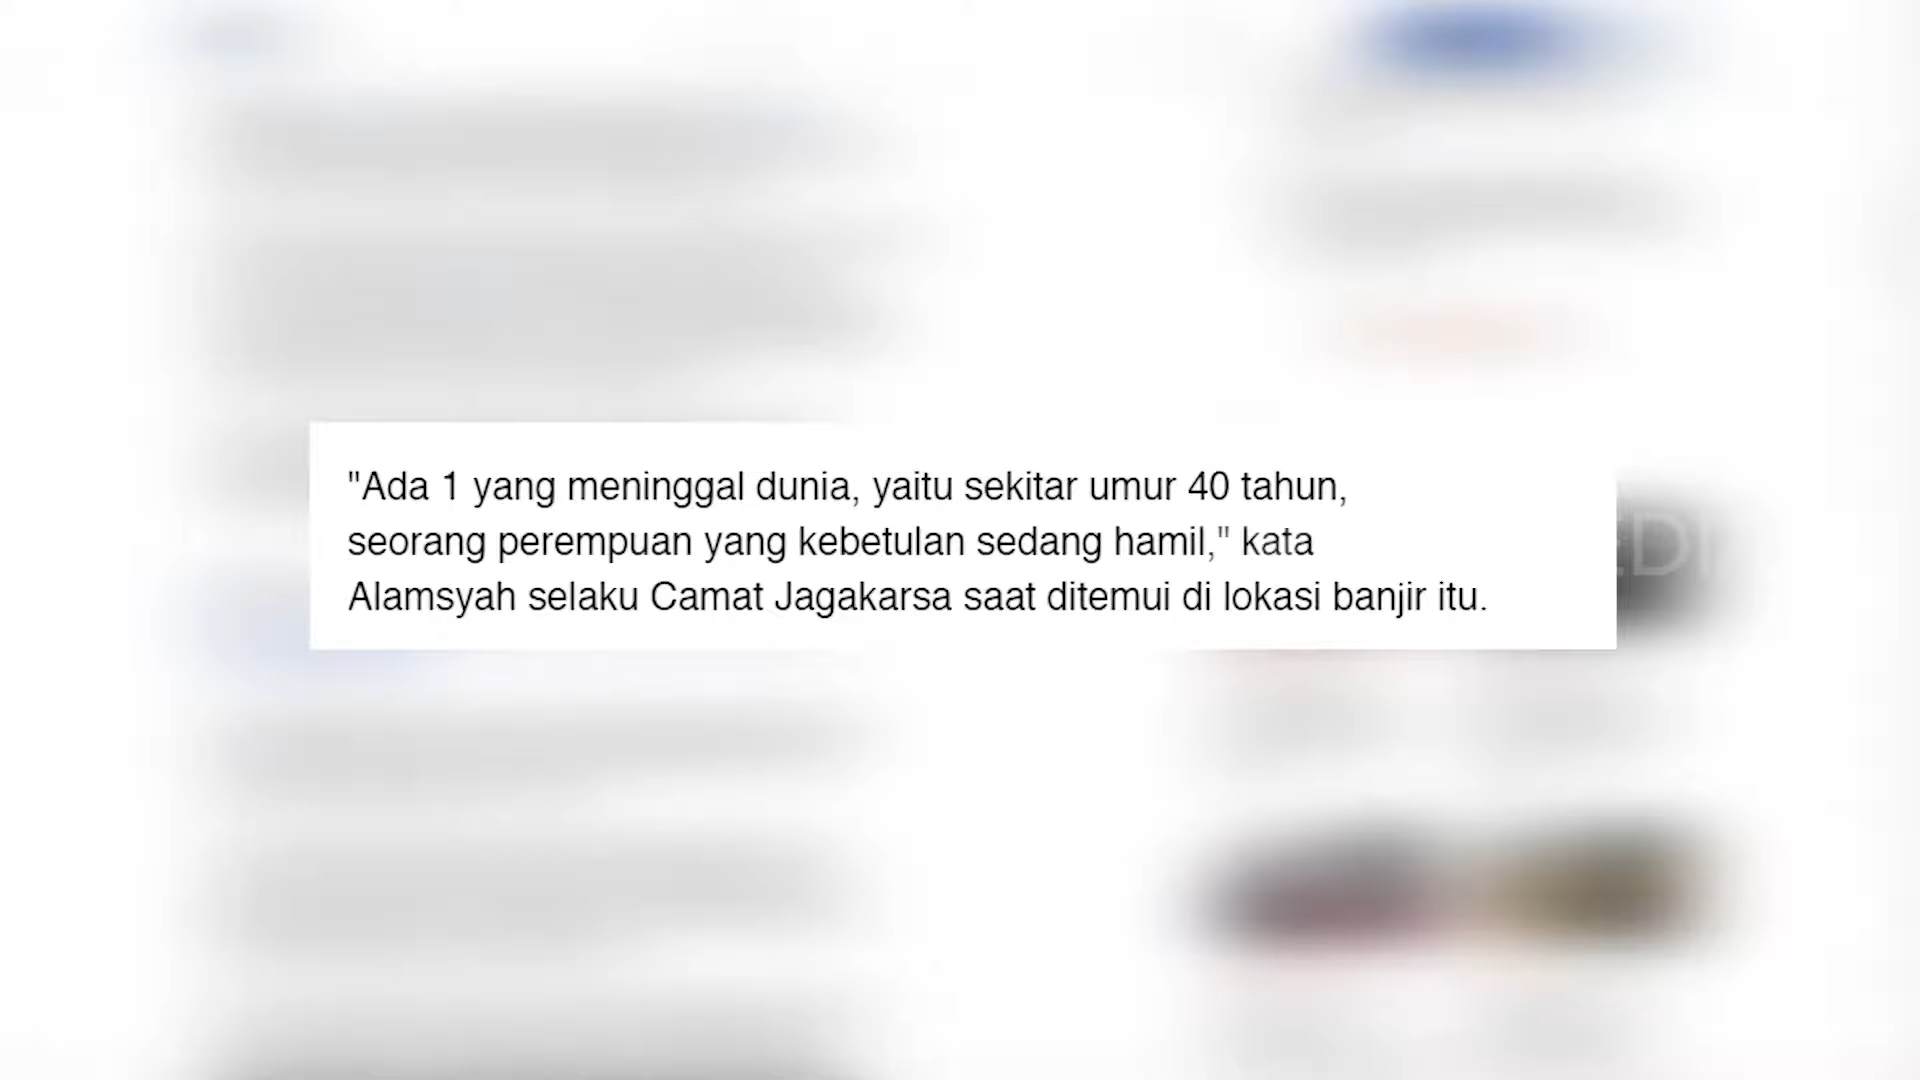 "Ada 1 yang meninggal dunia, yaitu sekitar umur 40 tahun,
seorang perempuan yang kebetulan sedang hamil," kata
Alamsyah selaku Camat Jagakarsa saat ditemui di lokasi banjir itu.